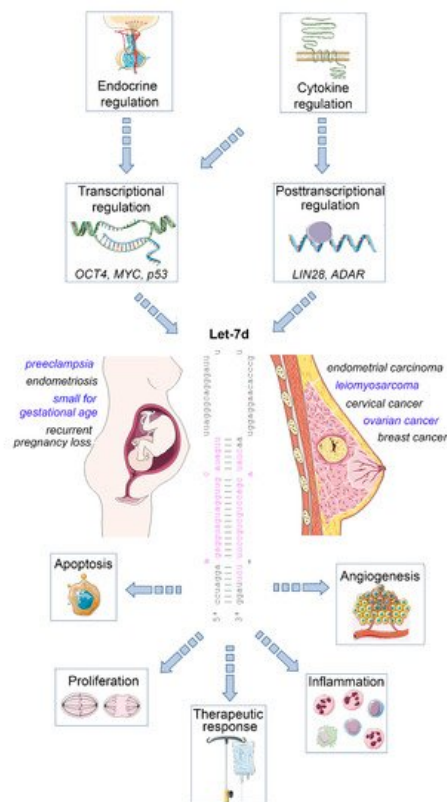 Endocrine
regulation
Cytokine
regulation
Transcriptional
regulation
OCT4, MYC, p53
Posttranscriptional
regulation
LIN28, ADAR
Let-7d
preeclampsia
endometriosis
small for
gestational age
recurrent
pregnancy loss
endometrial carcinoma
leiomyosarcoma
cervical cancer
ovarian cancer
breast cancer
Apoptosis
Angiogenesis
Proliferation
Inflammation
Therapeutic
response